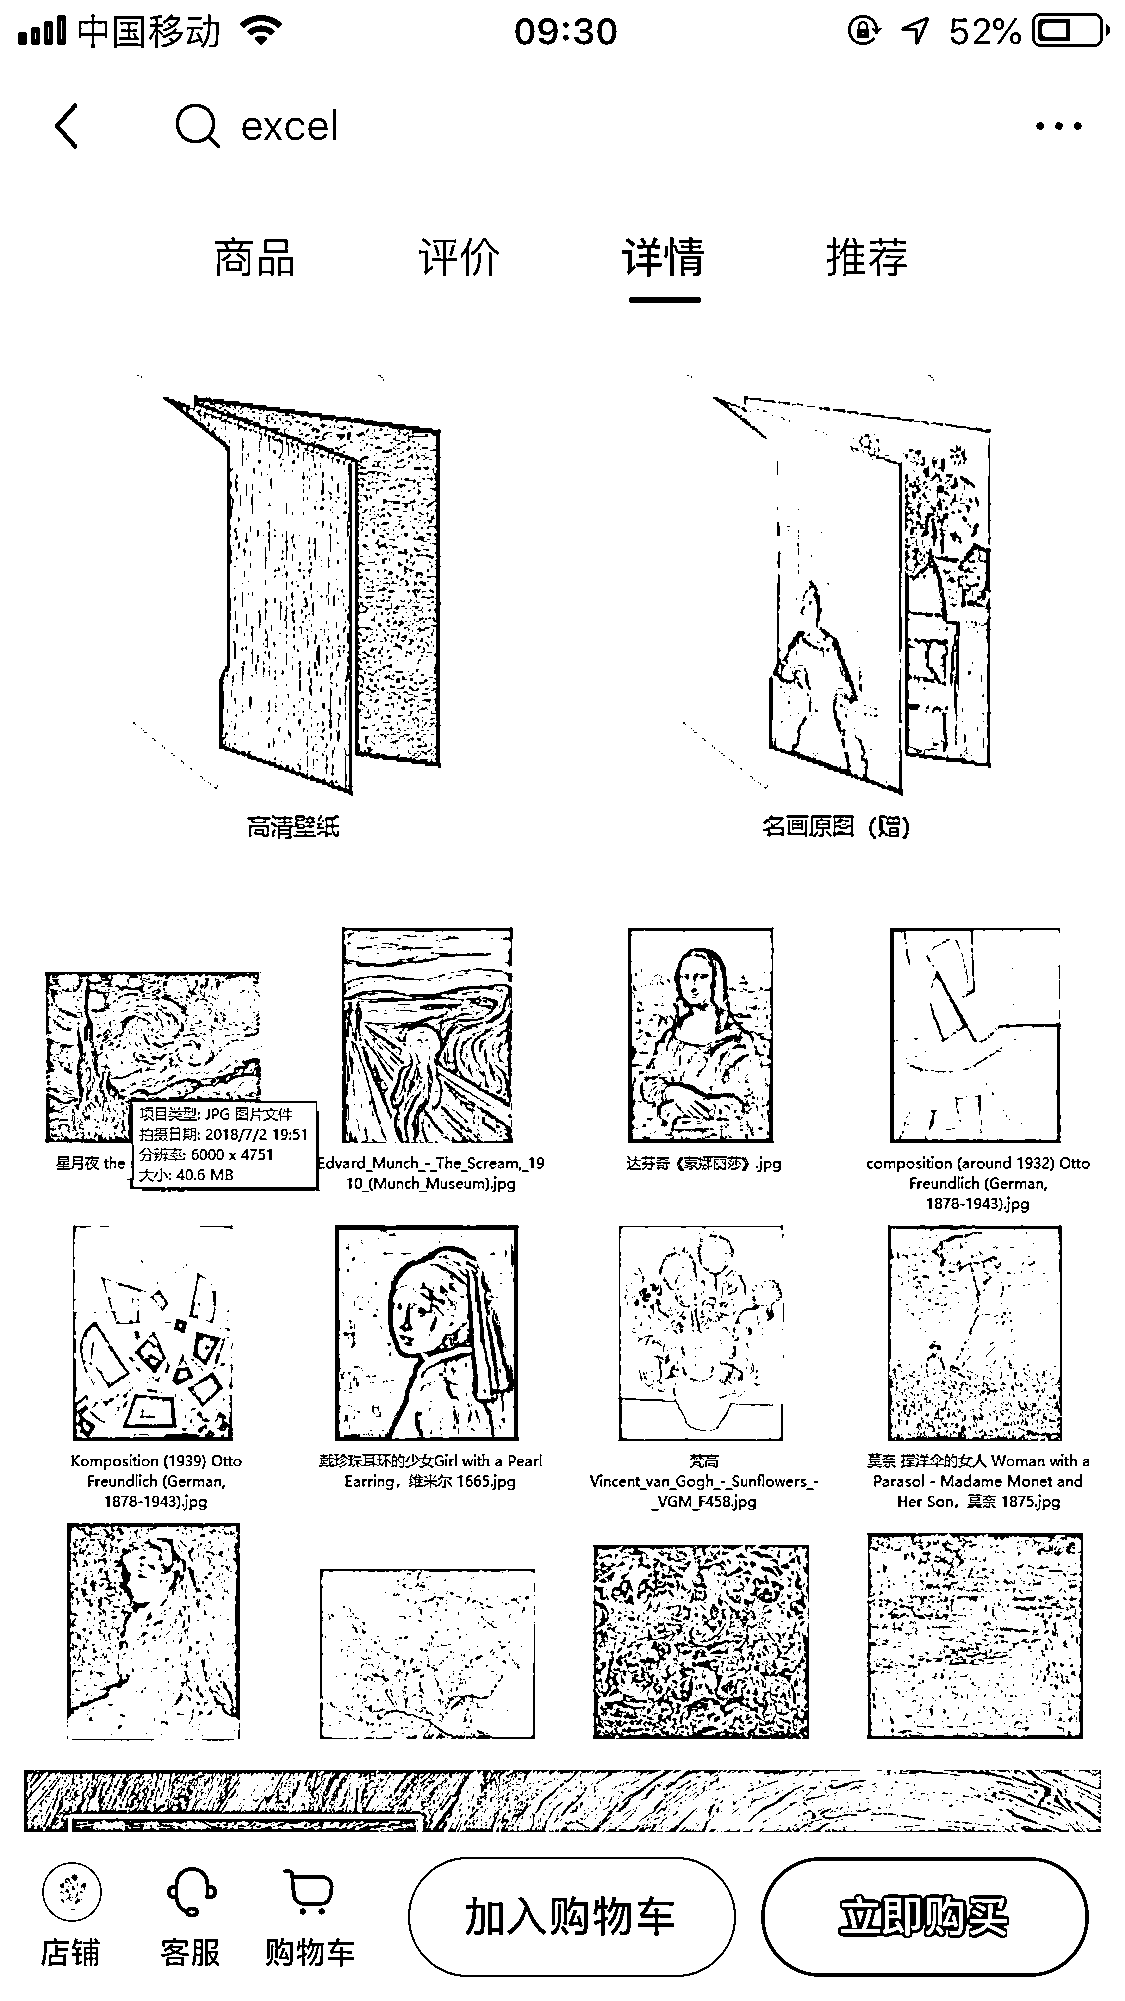 中国移动 09:30 52%
excel
商品 评价 详情 推荐
高清壁纸 名画原图（赠）
项目类型: JPG 图片文件
拍摄日期: 2018/7/2 19:51
分辨率: 6000 x 4751
大小: 40.6 MB
星月夜 the
Edvard_Munch_-_The_Scream,_19
10_(Munch_Museum).jpg
达芬奇《蒙娜丽莎》.jpg
composition (around 1932) Otto
Freundlich (German,
1878-1943).jpg
Komposition (1939) Otto
Freundlich (German,
1878-1943).jpg
戴珍珠耳环的少女Girl with a Pearl
Earring，维米尔 1665.jpg
梵高
Vincent_van_Gogh_-_Sunflowers_-
_VGM_F458.jpg
莫奈 撑洋伞的女人 Woman with a
Parasol - Madame Monet and
Her Son，莫奈 1875.jpg
店铺 客服 购物车 加入购物车 立即购买